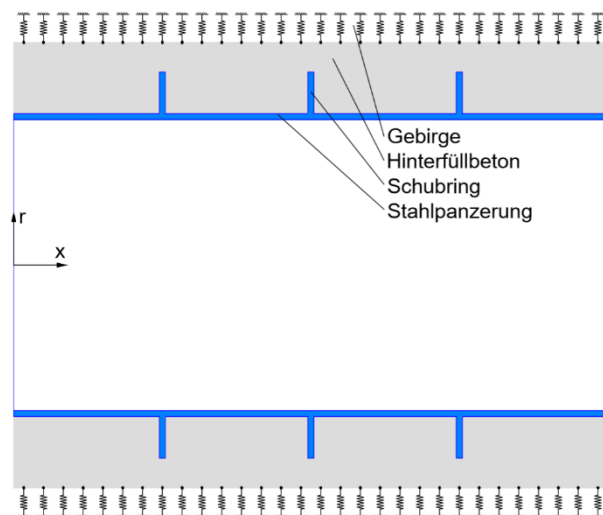 Gebirge
Hinterfüllbeton
Schubring
Stahlpanzerung
r
x